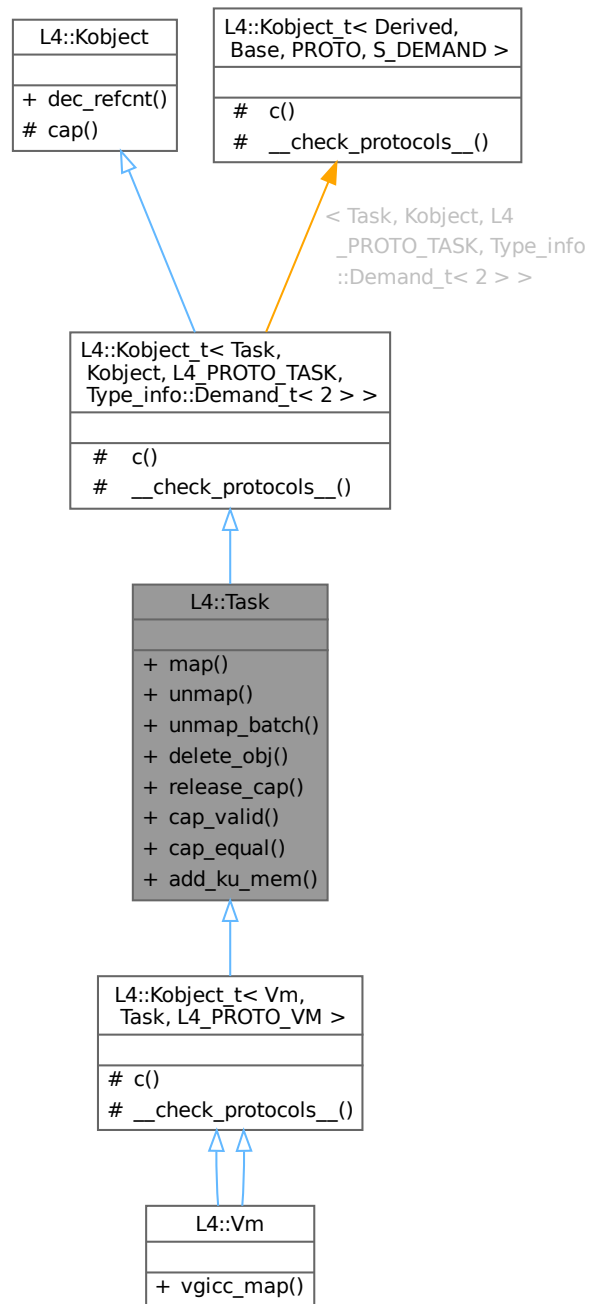 L4::Kobject
+ dec_refcnt()
# cap()
L4::Kobject_t< Derived,
Base, PROTO, S_DEMAND >
# c()
# __check_protocols__()
< Task, Kobject, L4
_PROTO_TASK, Type_info
::Demand_t< 2 > >
L4::Kobject_t< Task,
Kobject, L4_PROTO_TASK,
Type_info::Demand_t< 2 > >
# c()
# __check_protocols__()
L4::Task
+ map()
+ unmap()
+ unmap_batch()
+ delete_obj()
+ release_cap()
+ cap_valid()
+ cap_equal()
+ add_ku_mem()
L4::Kobject_t< Vm,
Task, L4_PROTO_VM >
# c()
# __check_protocols__()
L4::Vm
+ vgicc_map()